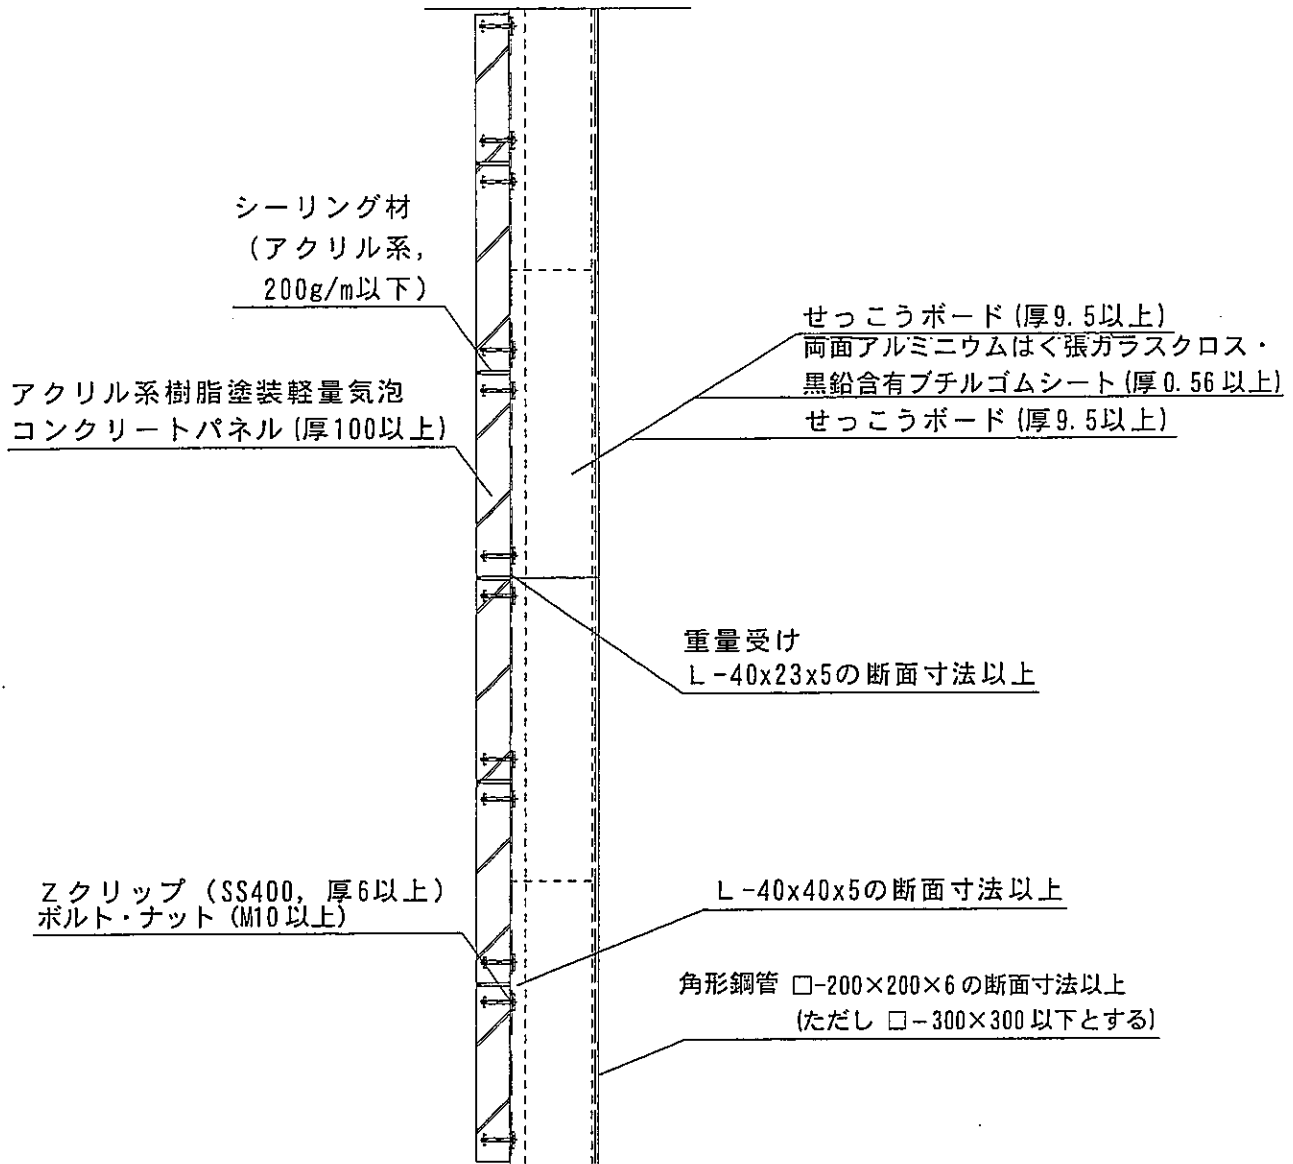 シーリング材
(アクリル系,
200g/m以下)
せっこうボード(厚9.5以上)
両面アルミニウムはく張ガラスクロス・
黒鉛含有ブチルゴムシート(厚0.56以上)
せっこうボード(厚9.5以上)
アクリル系樹脂塗装軽量気泡
コンクリートパネル(厚100以上)
重量受け
L-40x23x5の断面寸法以上
Zクリップ(SS400, 厚6以上)
ボルト・ナット(M10以上)
L-40x40x5の断面寸法以上
角形鋼管 □-200×200×6の断面寸法以上
(ただし □-300×300以下とする)